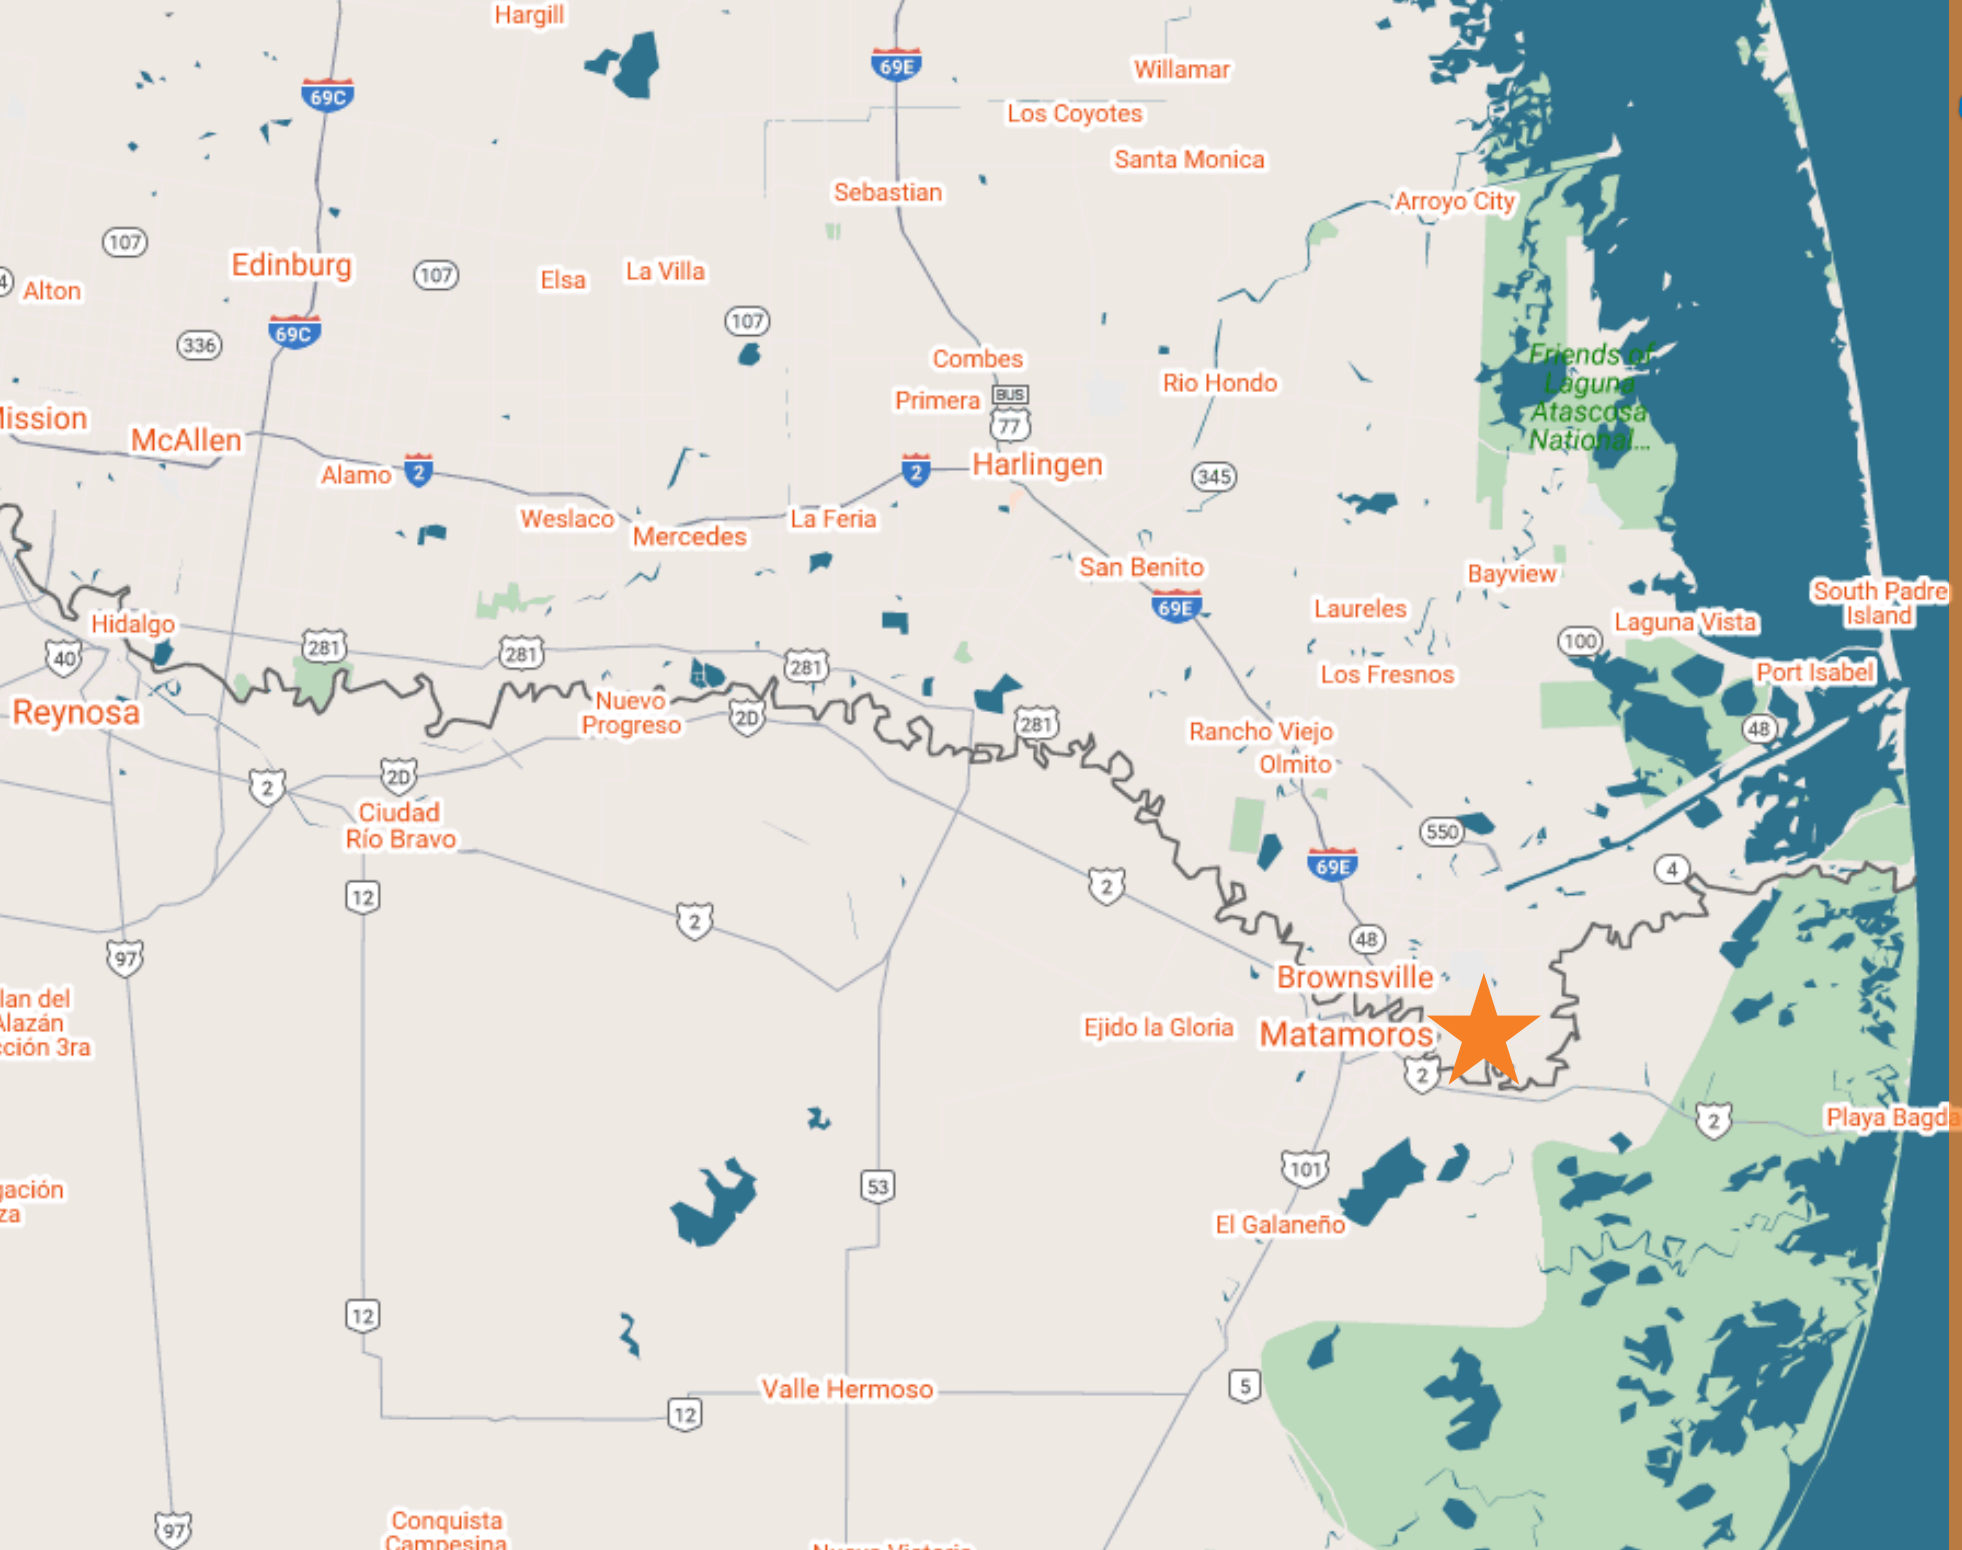 Hargill
69E
Willamar
69C
Los Coyotes
Santa Monica
Sebastian
Arroyo City
107
Edinburg
107
Elsa
La Villa
4
Alton
107
69C
336
Combes
Friends of
Laguna
Atascosa
National...
Rio Hondo
Primera
BUS
77
Mission
McAllen
Harlingen
Alamo
2
2
345
Weslaco
La Feria
Mercedes
San Benito
Bayview
South Padre
Island
69E
Laureles
Hidalgo
Laguna Vista
100
281
281
281
40
Los Fresnos
Port Isabel
Nuevo
Progreso
Reynosa
2D
281
48
Rancho Viejo
Olmito
2D
2
Ciudad
Río Bravo
550
69E
4
2
12
2
48
97
Brownsville
lan del
Alazán
cción 3ra
Ejido la Gloria
Matamoros
2
2
Playa Bagda
101
53
gación
za
El Galaneño
12
Valle Hermoso
5
12
97
Conquista
Campesina